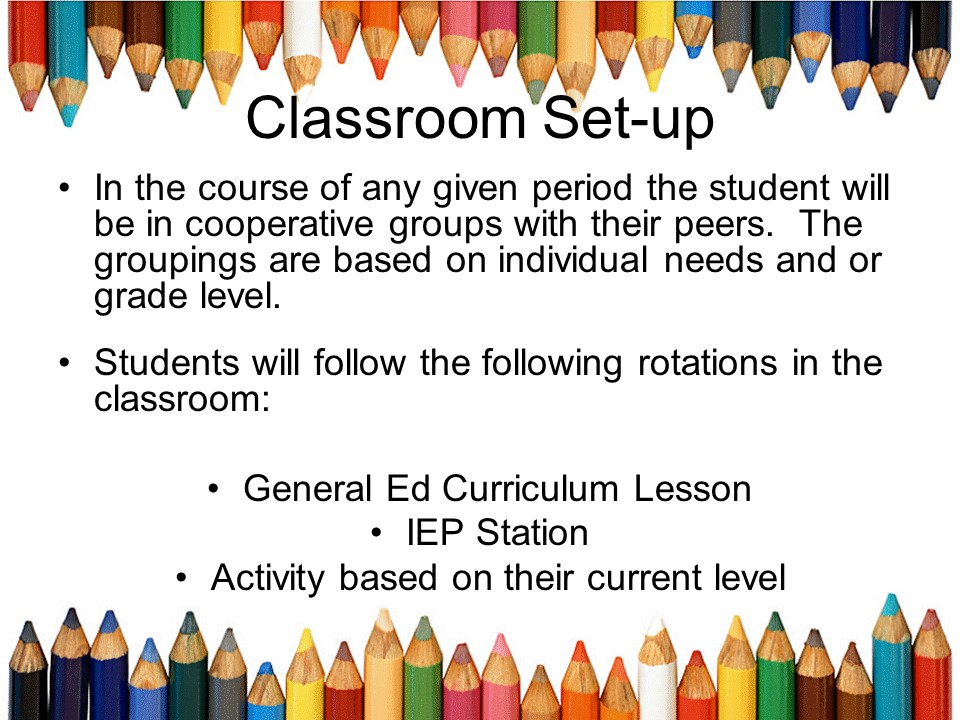 Classroom Set-up
• In the course of any given period the student will
be in cooperative groups with their peers.  The
groupings are based on individual needs and or
grade level.
• Students will follow the following rotations in the
classroom:
• General Ed Curriculum Lesson
• IEP Station
• Activity based on their current level